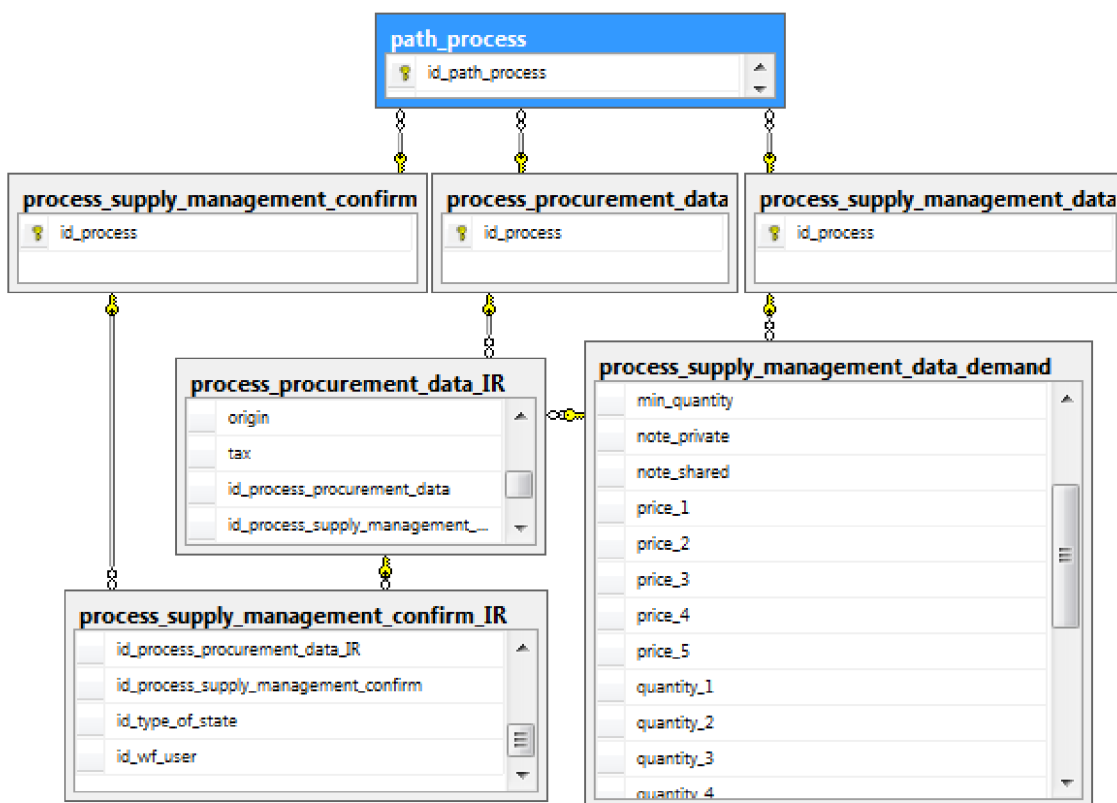 path_process
id_path_process
process_supply_management_confirm
id_process
process_procurement_data
id_process
process_supply_management_data
id_process
process_procurement_data_IR
origin
tax
id_process_procurement_data
id_process_supply_management_...
process_supply_management_data_demand
min_quantity
note_private
note_shared
price_1
price_2
price_3
price_4
price_5
quantity_1
quantity_2
quantity_3
quantity_4
process_supply_management_confirm_IR
id_process_procurement_data_IR
id_process_supply_management_confirm
id_type_of_state
id_wf_user